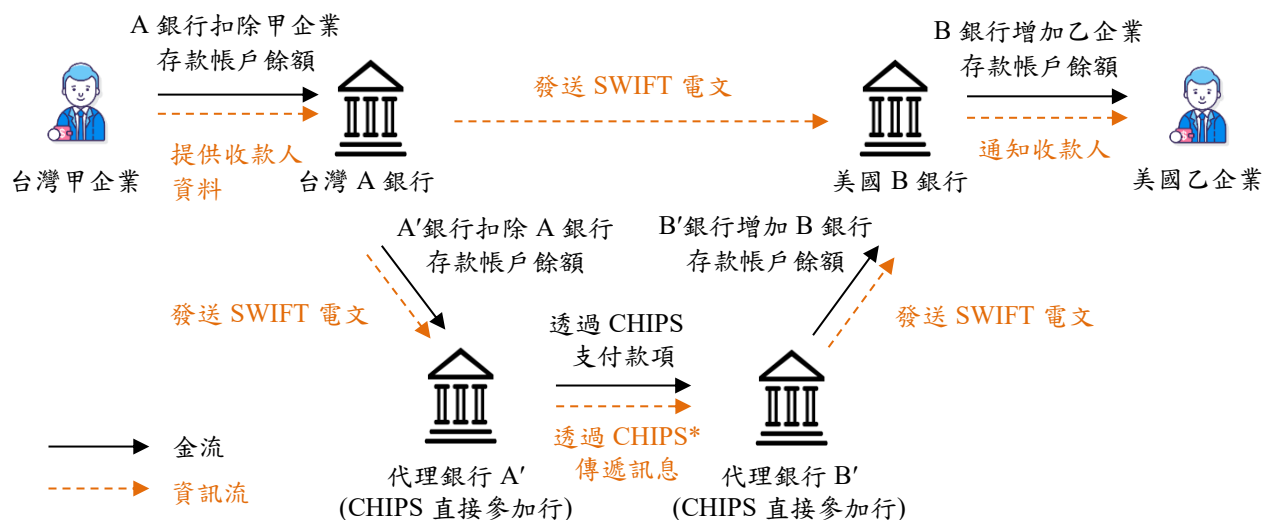 A 銀行扣除甲企業
存款帳戶餘額
B 銀行增加乙企業
存款帳戶餘額
發送 SWIFT 電文
提供收款人
資料
通知收款人
台灣甲企業
台灣 A 銀行
美國 B 銀行
美國乙企業
A′銀行扣除 A 銀行
存款帳戶餘額
B′銀行增加 B 銀行
存款帳戶餘額
發送 SWIFT 電文
透過 CHIPS
支付款項
發送 SWIFT 電文
透過 CHIPS*
傳遞訊息
金流
資訊流
代理銀行 A′
(CHIPS 直接參加行)
代理銀行 B′
(CHIPS 直接參加行)